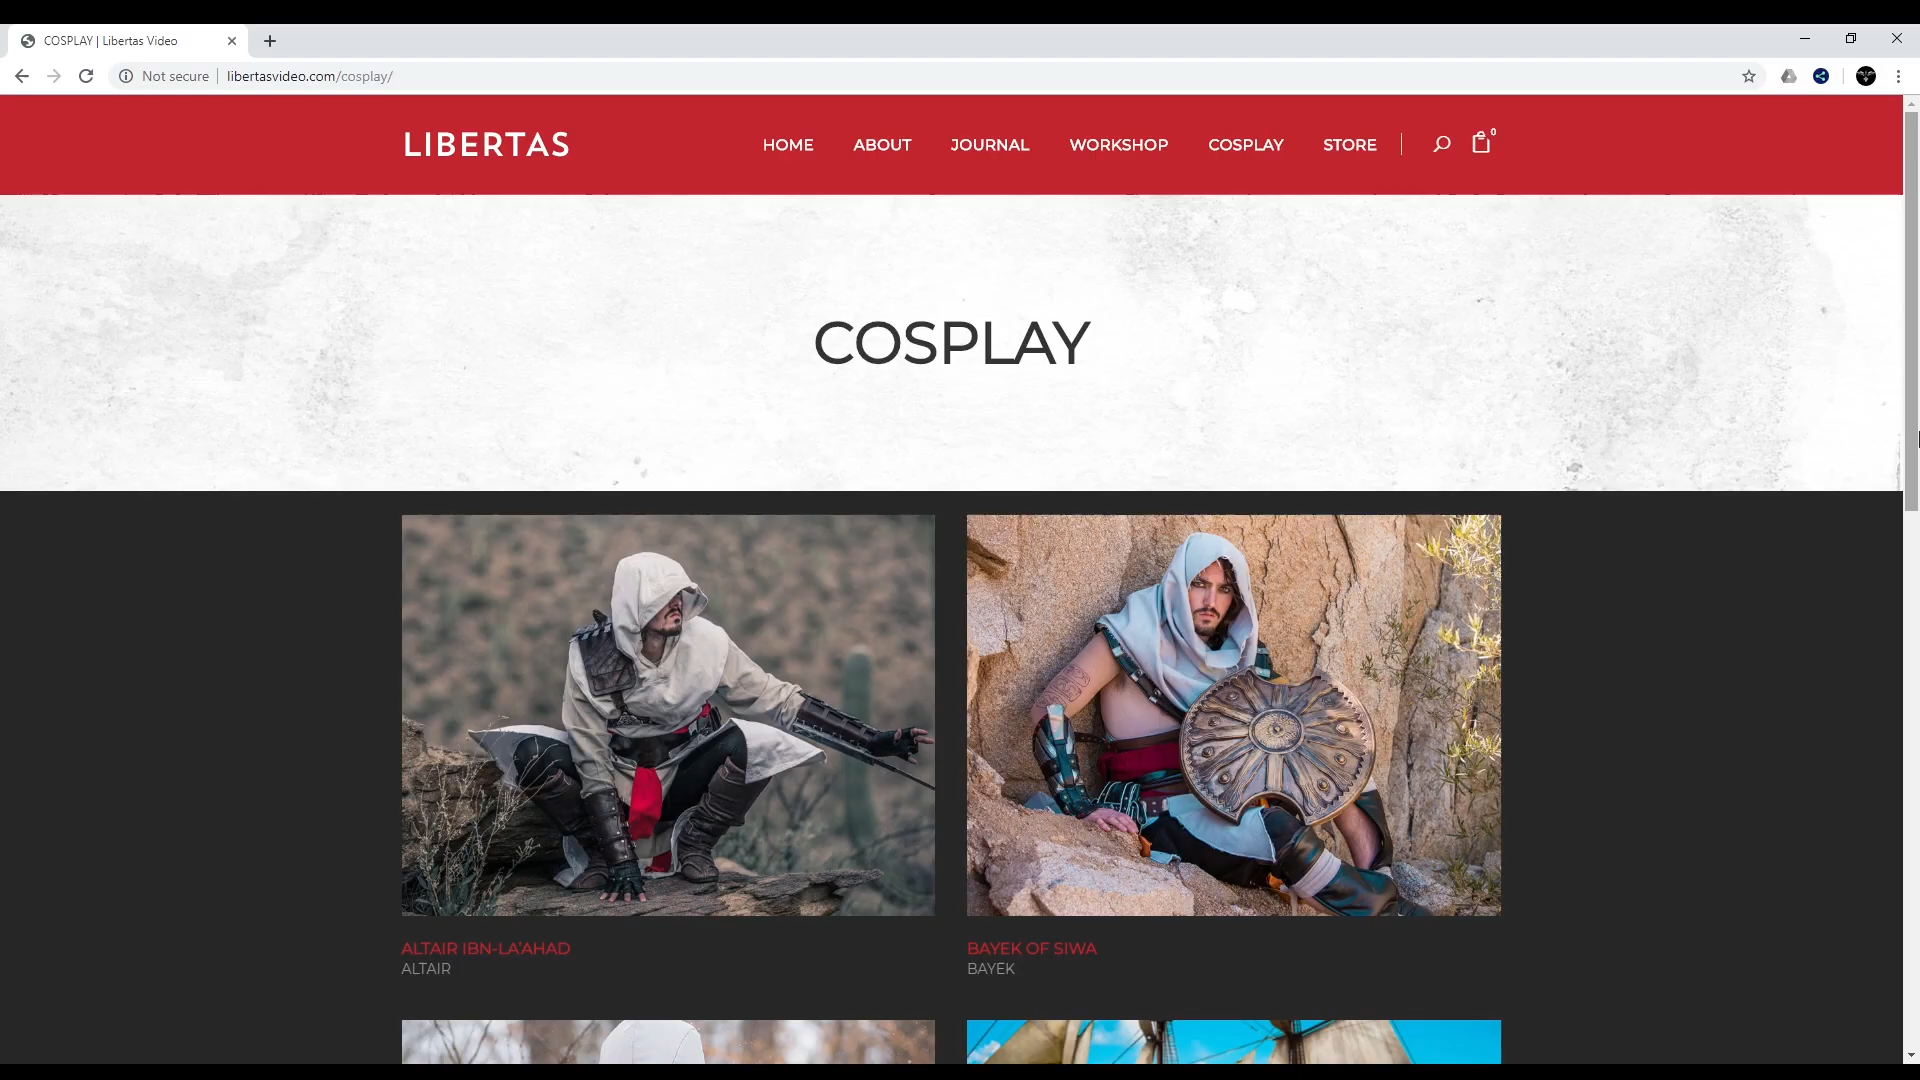 COSPLAY | Libertas Video
Not secure
libertasvideo.com/cosplay/
LIBERTAS
HOME
ABOUT
JOURNAL
WORKSHOP
COSPLAY
STORE
0
COSPLAY
ALTAIR IBN-LA'AHAD
ALTAIR
BAYEK OF SIWA
BAYEK